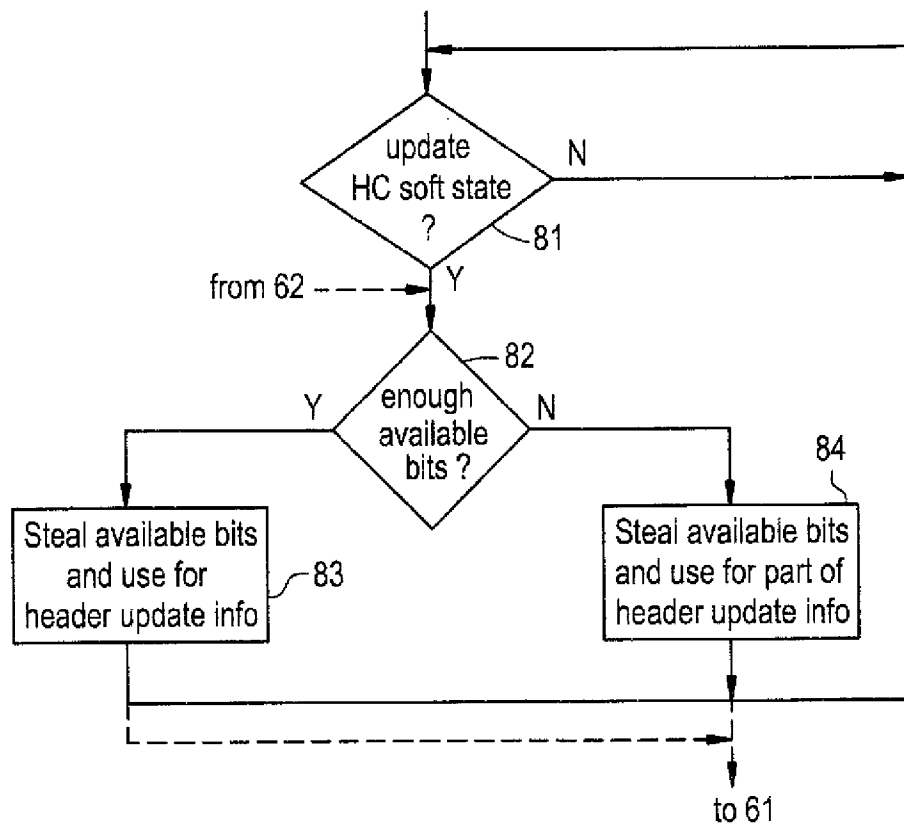 update
HC soft state
?
N
81
Y
from 62
82
enough
available
bits ?
Y
N
84
Steal available bits
and use for
header update info
83
Steal available bits
and use for part of
header update info
to 61